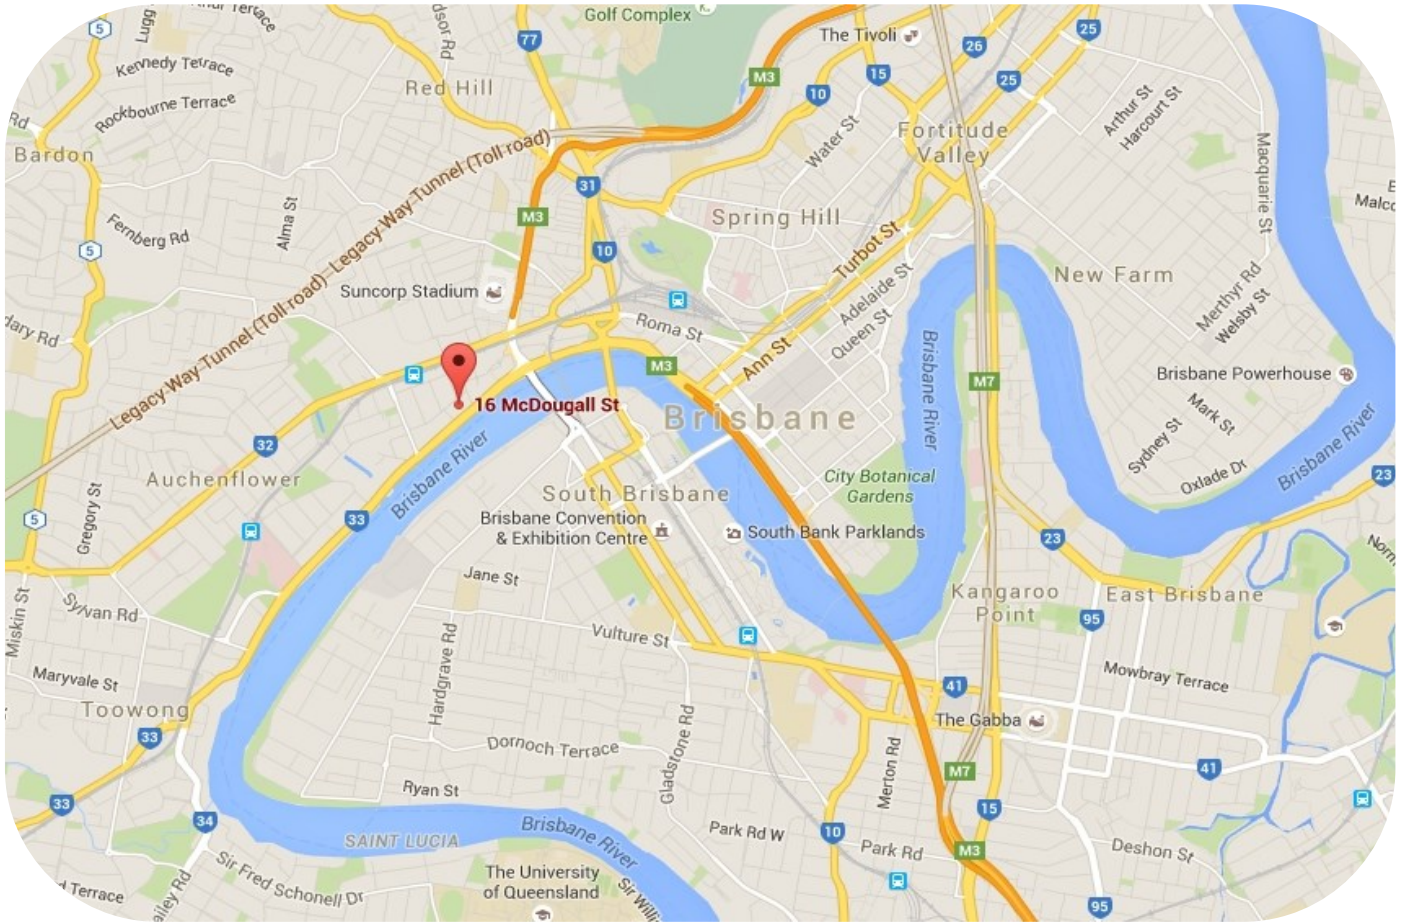 Golf Complex
The Tivoli
5
77
26
25
Kennedy Terrace
Red Hill
M3
15
25
10
Rockbourne Terrace
Arthur St
Harcourt St
Rd
Bardon
Water St
Fortitude
Valley
Macquarie St
Legacy Way Tunnel (Toll road)
Legacy Way Tunnel (Toll road)
31
M3
Spring Hill
Alma St
Fernberg Rd
5
10
Turbot St
New Farm
Adelaide St
Merthyr Rd
Suncorp Stadium
Welsby St
Roma St
Queen St
Brisbane River
Ann St
M3
M7
Brisbane Powerhouse
16 McDougall St
Brisbane
Mark St
Sydney St
32
Brisbane River
Brisbane River
Auchenflower
Oxlade Dr
23
City Botanical
Gardens
South Brisbane
5
Gregory St
33
Brisbane Convention
& Exhibition Centre
South Bank Parklands
23
Jane St
Kangaroo
Point
East Brisbane
Sylvan Rd
Miskin St
95
Vulture St
Hardgrave Rd
Maryvale St
Mowbray Terrace
41
Toowong
The Gabba
33
Dornoch Terrace
Gladstone Rd
Merton Rd
M7
41
Ryan St
33
15
34
SAINT LUCIA
Brisbane River
Park Rd W
10
Park Rd
M3
Deshon St
Sir Fred Schonell Dr
The University
of Queensland
Terrace
95